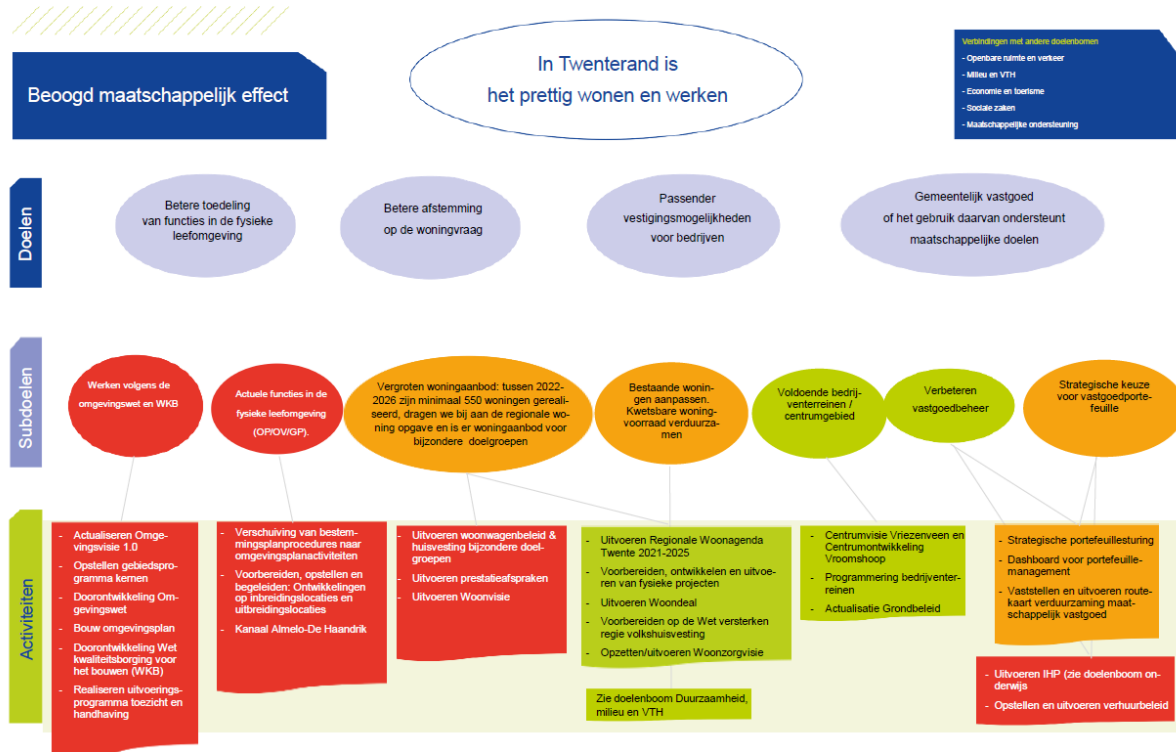 Beoogd maatschappelijk effect
In Twenterand is
het prettig wonen en werken
Verbindingen met andere doelenbomen
- Openbare ruimte en verkeer
- Milieu en VTH
- Economie en toerisme
- Sociale zaken
- Maatschappelijke ondersteuning
Doelen
Betere toedeling
van functies in de fysieke
leefomgeving
Betere afstemming
op de woningvraag
Passender
vestigingsmogelijkheden
voor bedrijven
Gemeentelijk vastgoed
of het gebruik daarvan ondersteunt
maatschappelijke doelen
Subdoelen
Werken volgens de
omgevingswet en WKB
Actuele functies in de
fysieke leefomgeving
(OP/OV/GP).
Vergroten woningaanbod: tussen 2022-
2026 zijn minimaal 550 woningen gereali-
seerd, dragen we bij aan de regionale wo-
ning opgave en is er woningaanbod voor
bijzondere doelgroepen
Bestaande wonin-
gen aanpassen.
Kwetsbare woning-
voorraad verduurza-
men
Voldoende bedrij-
venterreinen /
centrumgebied
Verbeteren
vastgoedbeheer
Strategische keuze
voor vastgoedporte-
feuille
Activiteiten
- Actualiseren Omge-
vingsvisie 1.0
- Opstellen gebiedspro-
gramma kernen
- Doorontwikkeling Om-
gevingswet
- Bouw omgevingsplan
- Doorontwikkeling Wet
kwaliteitsborging voor
het bouwen (WKB)
- Realiseren uitvoerings-
programma toezicht en
handhaving
- Verschuiving van bestem-
mingsplanprocedures naar
omgevingsplanactiviteiten
- Voorbereiden, opstellen en
begeleiden: Ontwikkelingen
op inbreidingslocaties en
uitbreidingslocaties
- Kanaal Almelo-De Haandrik
- Uitvoeren woonwagenbeleid &
huisvesting bijzondere doel-
groepen
- Uitvoeren prestatieafspraken
- Uitvoeren Woonvisie
- Uitvoeren Regionale Woonagenda
Twente 2021-2025
- Voorbereiden, ontwikkelen en uitvoe-
ren van fysieke projecten
- Uitvoeren Woondeal
- Voorbereiden op de Wet versterken
regie volkshuisvesting
- Opzetten/uitvoeren Woonzorgvisie
Zie doelenboom Duurzaamheid,
milieu en VTH
- Centrumvisie Vriezenveen en
Centrumontwikkeling
Vroomshoop
- Programmering bedrijventer-
reinen
- Actualisatie Grondbeleid
- Strategische portefeuillesturing
- Dashboard voor portefeuille-
management
- Vaststellen en uitvoeren route-
kaart verduurzaming maat-
schappelijk vastgoed
- Uitvoeren IHP (zie doelenboom on-
derwijs
- Opstellen en uitvoeren verhuurbeleid